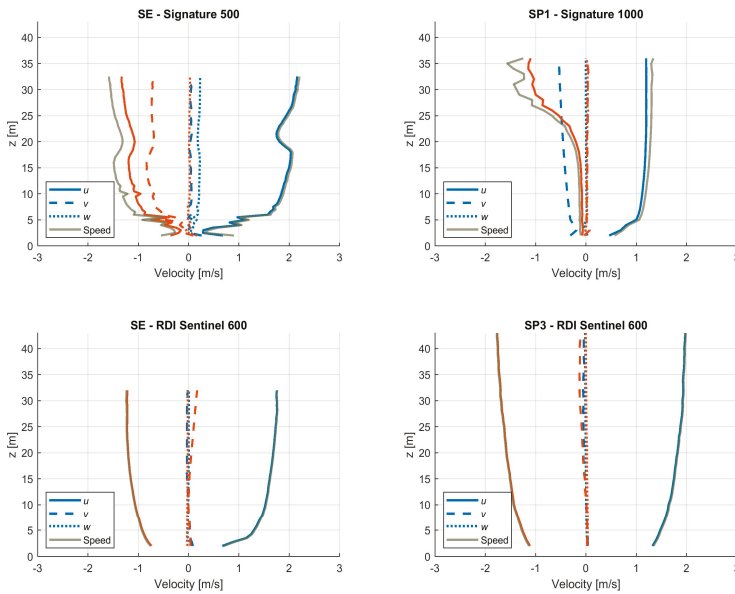 SE - Signature 500
z [m]
40
35
30
25
20
15
10
5
0
u
v
w
Speed
-3 -2 -1 0 1 2 3
Velocity [m/s]
SP1 - Signature 1000
z [m]
40
35
30
25
20
15
10
5
0
u
v
w
Speed
-3 -2 -1 0 1 2 3
Velocity [m/s]
SE - RDI Sentinel 600
z [m]
40
35
30
25
20
15
10
5
0
u
v
w
Speed
-3 -2 -1 0 1 2 3
Velocity [m/s]
SP3 - RDI Sentinel 600
z [m]
40
35
30
25
20
15
10
5
0
u
v
w
Speed
-3 -2 -1 0 1 2 3
Velocity [m/s]